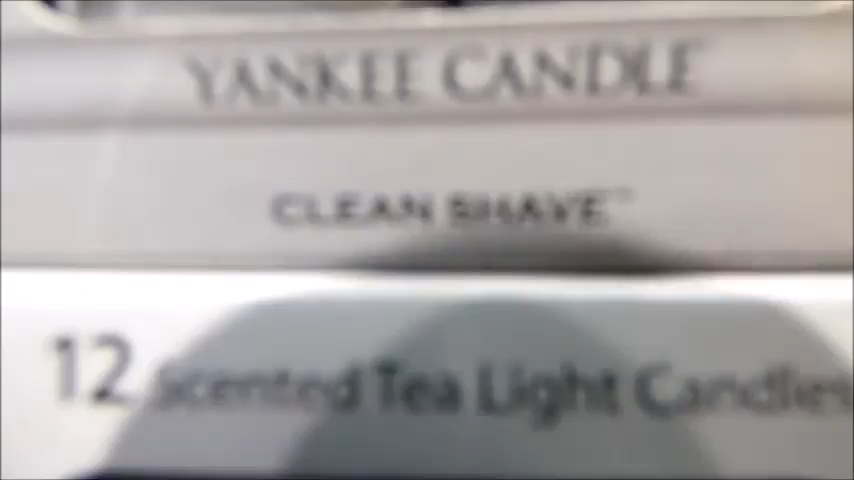 YANKEE CANDLE
CLEAN SHAVE™
12 Scented Tea Light Candles